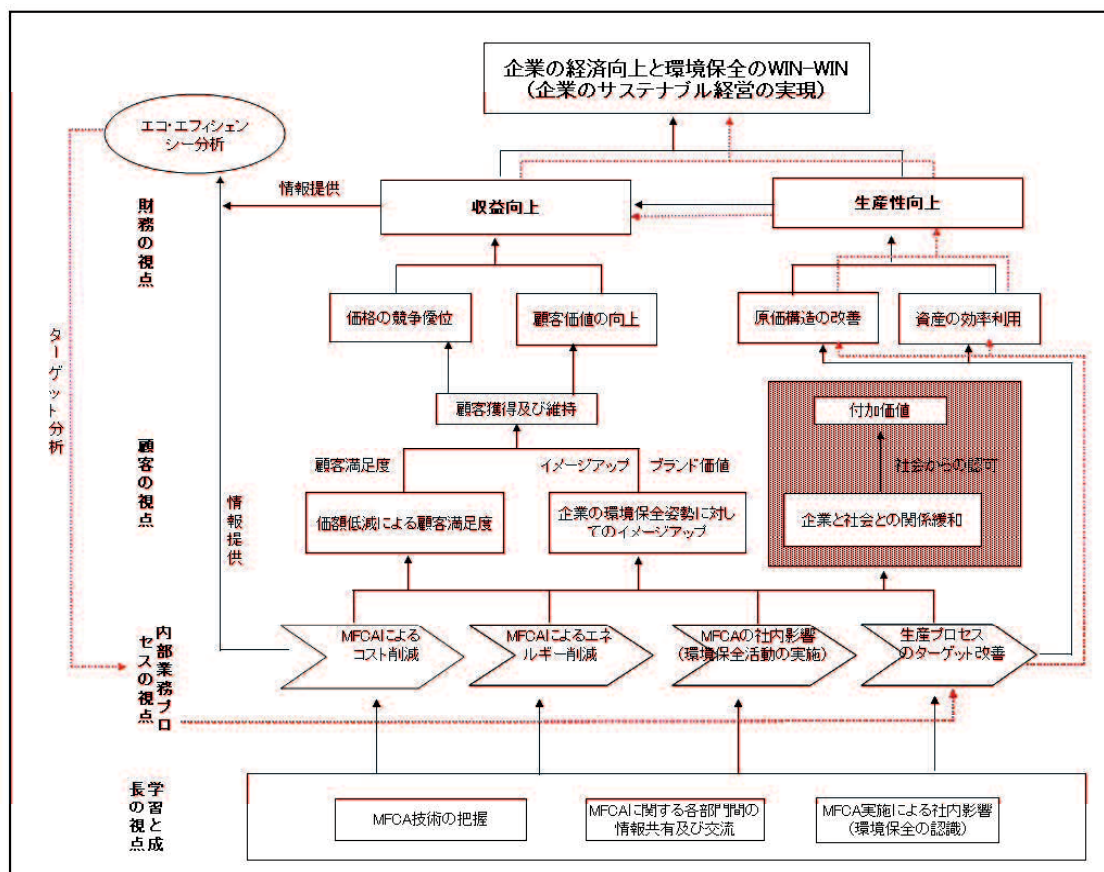 企業の経済向上と環境保全のWIN-WIN
(企業のサステナブル経営の実現)
エコ・エフィシェン
シー分析
情報提供
収益向上
生産性向上
財務の視点
価格の競争優位
顧客価値の向上
原価構造の改善
資産の効率利用
ターゲット分析
顧客獲得及び維持
付加価値
顧客の視点
顧客満足度
イメージアップ
ブランド価値
社会からの認可
情報提供
価額低減による顧客満足度
企業の環境保全姿勢に対し
てのイメージアップ
企業と社会との関係緩和
内部業務プロ
セスの視点
MFCAによる
コスト削減
MFCAによるエネ
ルギー削減
MFCAの社内影響
(環境保全活動の実施)
生産プロセス
のターゲット改善
学習と成
長の視点
MFCA技術の把握
MFCAに関する各部門間の
情報共有及び交流
MFCA実施による社内影響
(環境保全の認識)